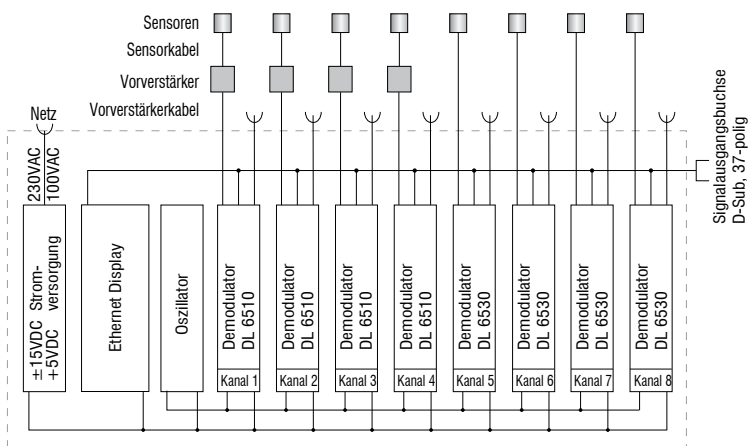 Sensoren
Sensorkabel
Vorverstärker
Vorverstärkerkabel
Netz
230VAC
100VAC
Signalausgangsbuchse
D-Sub, 37-polig
±15VDC Strom-
+5VDC versorgung
Ethernet Display
Oszillator
Demodulator
DL 6510
Kanal 1
Demodulator
DL 6510
Kanal 2
Demodulator
DL 6510
Kanal 3
Demodulator
DL 6510
Kanal 4
Demodulator
DL 6530
Kanal 5
Demodulator
DL 6530
Kanal 6
Demodulator
DL 6530
Kanal 7
Demodulator
DL 6530
Kanal 8